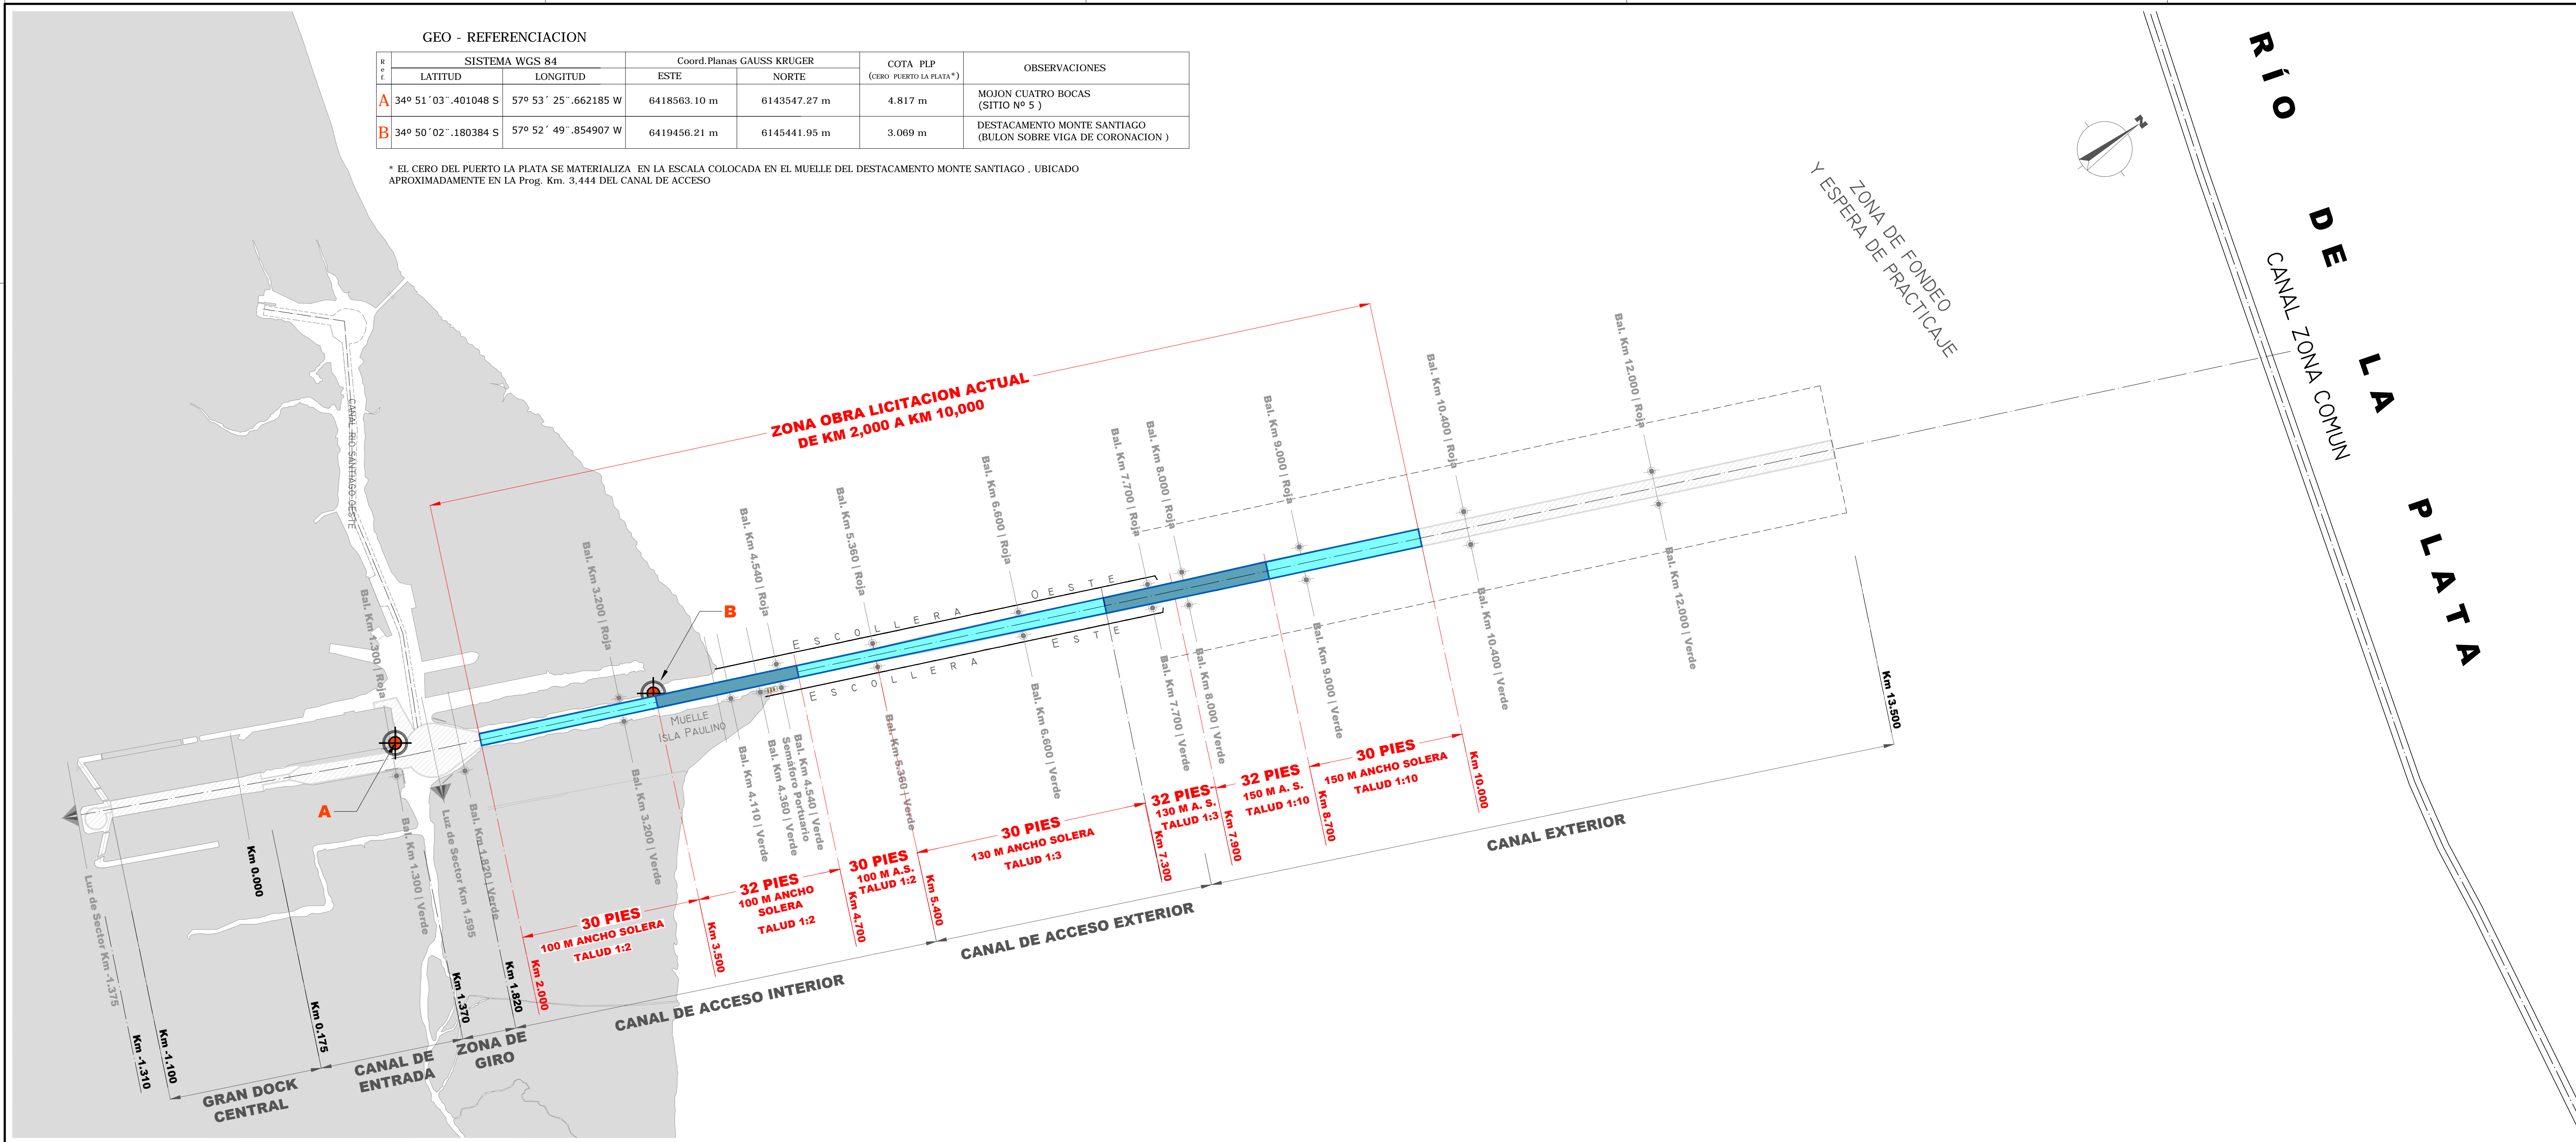 GEO - REFERENCIACION
Ref. SISTEMA WGS 84 Coord.Planas GAUSS KRUGER COTA PLP OBSERVACIONES
LATITUD LONGITUD ESTE NORTE (CERO PUERTO LA PLATA*)
A 34º 51´03¨.401048 S 57º 53´ 25¨.662185 W 6418563.10 m 6143547.27 m 4.817 m MOJON CUATRO BOCAS
(SITIO Nº 5 )
B 34º 50´02¨.180384 S 57º 52´ 49¨.854907 W 6419456.21 m 6145441.95 m 3.069 m DESTACAMENTO MONTE SANTIAGO
(BULON SOBRE VIGA DE CORONACION )
* EL CERO DEL PUERTO LA PLATA SE MATERIALIZA EN LA ESCALA COLOCADA EN EL MUELLE DEL DESTACAMENTO MONTE SANTIAGO , UBICADO
APROXIMADAMENTE EN LA Prog. Km. 3,444 DEL CANAL DE ACCESO
N
RÍO DE LA PLATA
CANAL ZONA COMUN
ZONA DE FONDEO
Y ESPERA DE PRACTICAJE
ZONA OBRA LICITACION ACTUAL
DE KM 2,000 A KM 10,000
CANAL RIO SANTIAGO OESTE
Bal. Km 1.300 | Roja
Bal. Km 3.200 | Roja
Bal. Km 4.540 | Roja
Bal. Km 5.360 | Roja
Bal. Km 6.600 | Roja
Bal. Km 7.700 | Roja
Bal. Km 8.000 | Roja
Bal. Km 9.000 | Roja
Bal. Km 10.400 | Roja
Bal. Km 12.000 | Roja
ESCOLLERA OESTE
ESCOLLERA ESTE
A
B
MUELLE
ISLA PAULINO
Luz de Sector Km -1.375
Bal. Km 1.300 | Verde
Luz de Sector Km 1.595
Bal. Km 1.820 | Verde
Bal. Km 3.200 | Verde
Bal. Km 4.110 | Verde
Bal. Km 4.360 | Verde
Semáforo Portuario
Bal. Km 4.540 | Verde
Bal. Km 5.360 | Verde
Bal. Km 6.600 | Verde
Bal. Km 7.700 | Verde
Bal. Km 8.000 | Verde
Bal. Km 9.000 | Verde
Bal. Km 10.400 | Verde
Bal. Km 12.000 | Verde
30 PIES
100 M ANCHO SOLERA
TALUD 1:2
32 PIES
100 M ANCHO
SOLERA
TALUD 1:2
30 PIES
100 M A.S.
TALUD 1:2
30 PIES
130 M ANCHO SOLERA
TALUD 1:3
32 PIES
130 M A. S.
TALUD 1:3
32 PIES
150 M A. S.
TALUD 1:10
30 PIES
150 M ANCHO SOLERA
TALUD 1:10
Km -1.310
Km -1.100
Km 0.000
Km 0.175
Km 1.370
Km 1.820
Km 2.000
Km 3.500
Km 4.700
Km 5.400
Km 7.300
Km 7.900
Km 8.700
Km 10.000
Km 13.500
GRAN DOCK
CENTRAL
CANAL DE
ENTRADA
ZONA DE
GIRO
CANAL DE ACCESO INTERIOR
CANAL DE ACCESO EXTERIOR
CANAL EXTERIOR